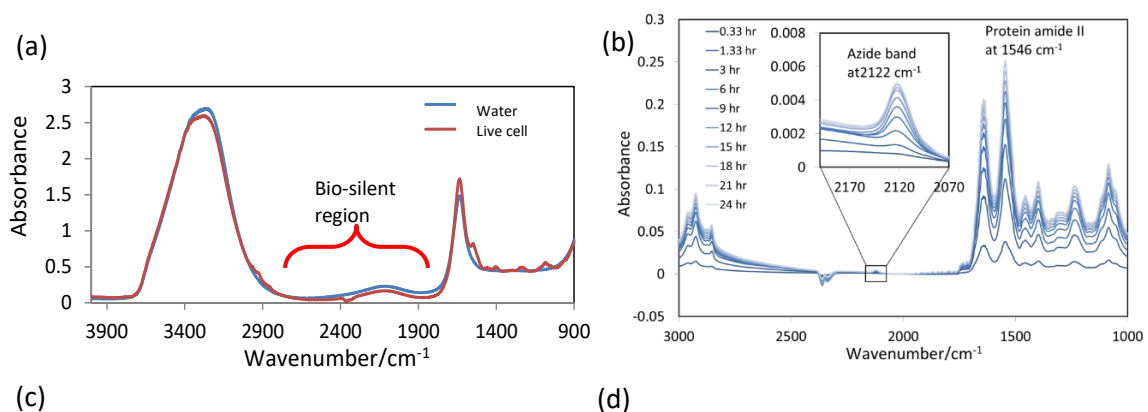 (a)
Absorbance
3
2.5
2
1.5
1
0.5
0
Water
Live cell
Bio-silent
region
3900 3400 2900 2400 1900 1400 900
Wavenumber/cm-1
(b)
Absorbance
0.3
0.25
0.2
0.15
0.1
0.05
0
-0.05
0.33 hr
1.33 hr
3 hr
6 hr
9 hr
12 hr
15 hr
18 hr
21 hr
24 hr
0.008
0.006
0.004
0.002
0
Azide band
at2122 cm-1
2170 2120 2070
Protein amide II
at 1546 cm-1
3000 2500 2000 1500 1000
Wavenumber/cm-1
(c)
(d)